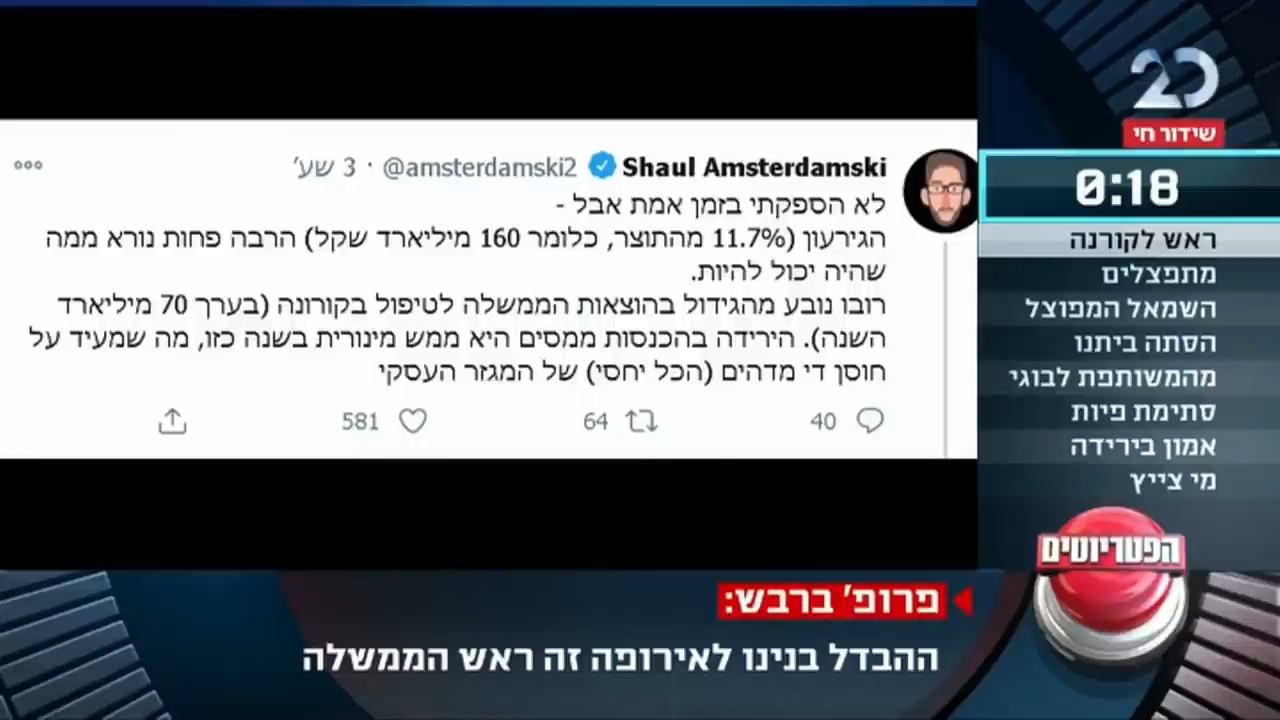 Shaul Amsterdamski @amsterdamski2 · 3 שע׳
לא הספקתי בזמן אמת אבל -
הגירעון (11.7% מהתוצר, כלומר 160 מיליארד שקל) הרבה פחות נורא ממה
שהיה יכול להיות.
רובו נובע מהגידול בהוצאות הממשלה לטיפול בקורונה (בערך 70 מיליארד
השנה). הירידה בהכנסות ממסים היא ממש מינורית בשנה כזו, מה שמעיד על
חוסן די מדהים (הכל יחסי) של המגזר העסקי
40 64 581
20
שידור חי
0:18
ראש לקורנה
מתפצלים
השמאל המפוצל
הסתה ביתנו
מהמשותפת לבוגי
סתימת פיות
אמון בירידה
מי צייץ
הפטריוטים
פרופ׳ ברבש:
ההבדל בנינו לאירופה זה ראש הממשלה